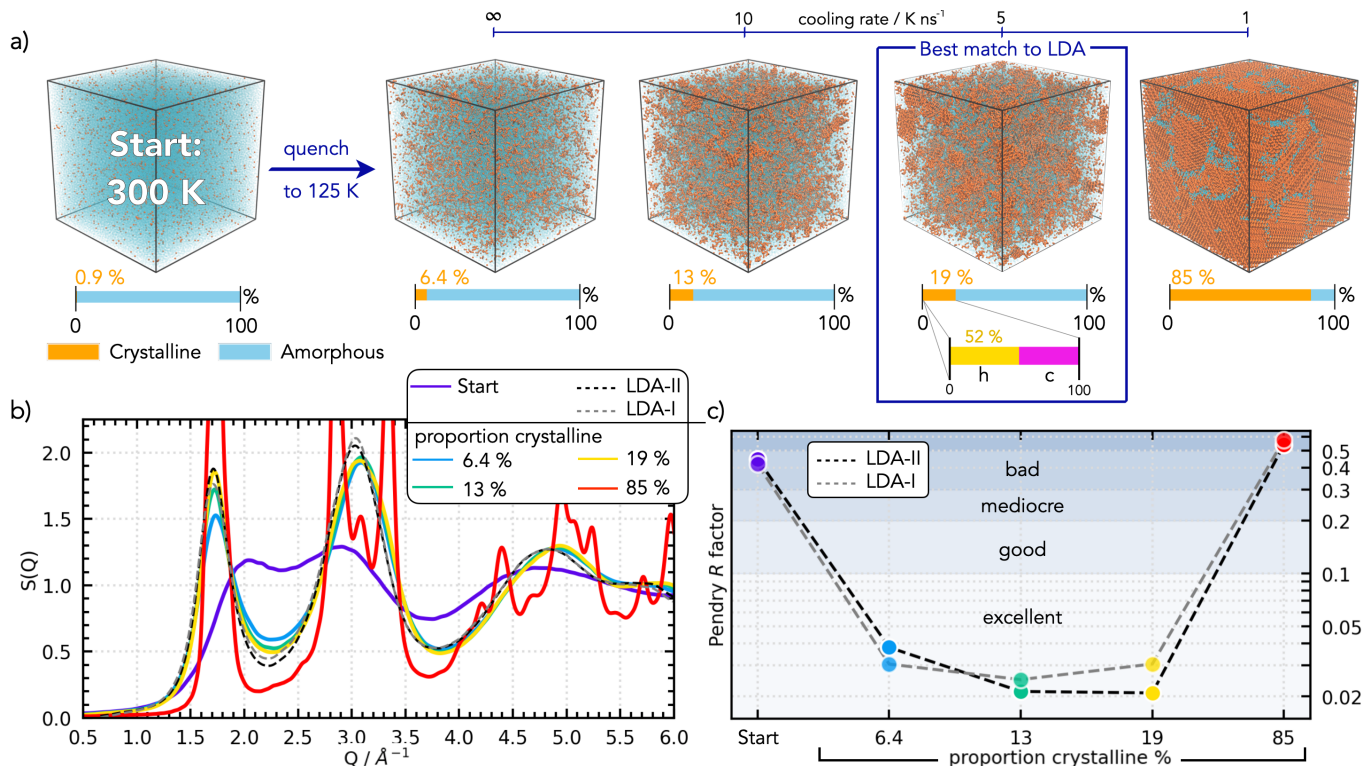 ∞ 10 cooling rate / K ns⁻¹ 5 1
a)
Best match to LDA
Start:
300 K
quench
to 125 K
0.9 % 6.4 % 13 % 19 % 85 %
% % % % %
0 100 0 100 0 100 0 100 0 100
Crystalline Amorphous
52 %
h c
0 100
b)
Start LDA-II
LDA-I
proportion crystalline
6.4 % 19 %
13 % 85 %
S(Q)
2.0
1.5
1.0
0.5
0.0
0.5 1.0 1.5 2.0 2.5 3.0 3.5 4.0 4.5 5.0 5.5 6.0
Q / Å⁻¹
c)
LDA-II
LDA-I
bad
mediocre
good
excellent
Pendry R factor
0.5
0.4
0.3
0.2
0.1
0.05
0.02
Start 6.4 13 19 85
proportion crystalline %